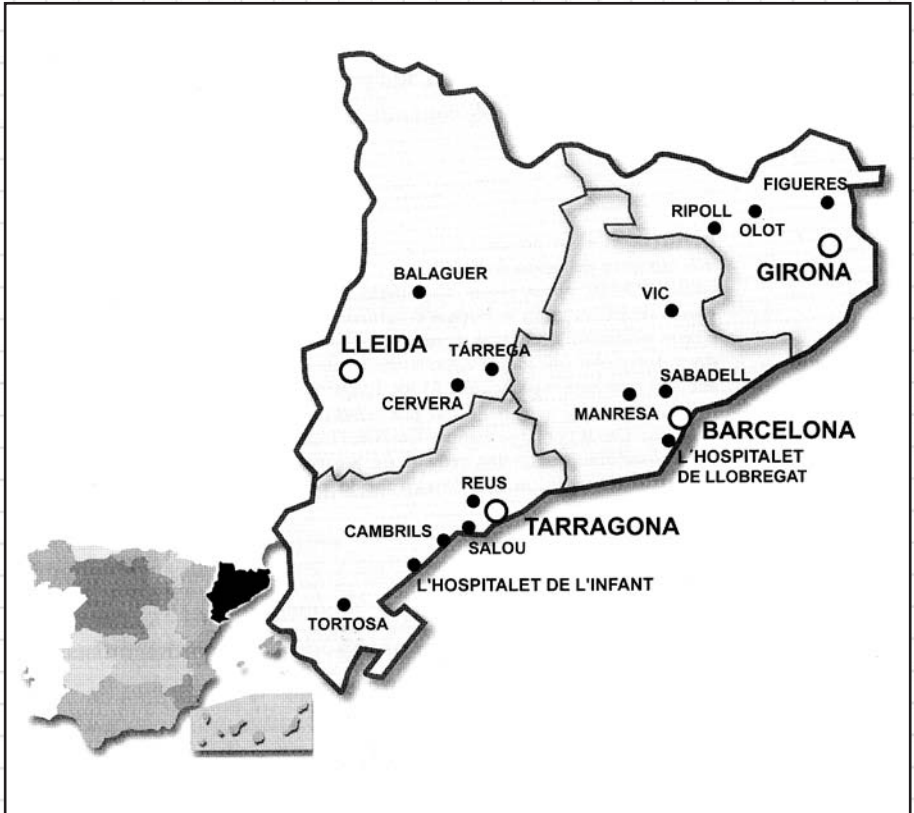 FIGUERES
RIPOLL
OLOT
GIRONA
BALAGUER
VIC
LLEIDA
TÁRREGA
SABADELL
CERVERA
MANRESA
BARCELONA
L'HOSPITALET
DE LLOBREGAT
REUS
TARRAGONA
CAMBRILS
SALOU
L'HOSPITALET DE L'INFANT
TORTOSA